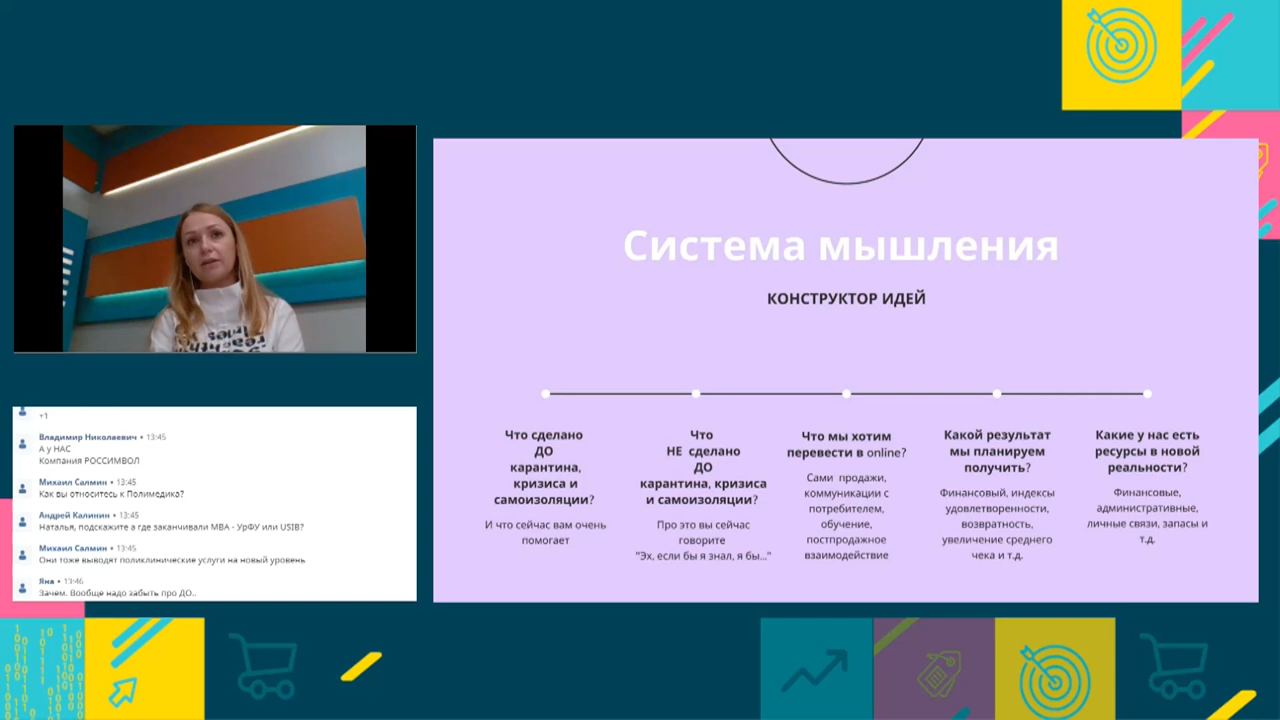 +1
Владимир Николаевич • 13:45
А у НАС
Компания РОССИМВОЛ
Михаил Салмин • 13:45
Как вы относитесь к Полимедика?
Андрей Калинин • 13:45
Наталья, подскажите а где заканчивали MBA - УрФУ или USIB?
Михаил Салмин • 13:45
Они тоже выводят поликлинические услуги на новый уровень
Яна • 13:46
Зачем. Вообще надо забыть про ДО..
Система мышления
КОНСТРУКТОР ИДЕЙ
Что сделано
ДО
карантина,
кризиса и
самоизоляции?
И что сейчас вам очень
помогает
Что
НЕ сделано
ДО
карантина, кризиса
и самоизоляции?
Про это вы сейчас
говорите
"Эх, если бы я знал, я бы..."
Что мы хотим
перевести в online?
Сами продажи,
коммуникации с
потребителем,
обучение,
постпродажное
взаимодействие
Какой результат
мы планируем
получить?
Финансовый, индексы
удовлетворенности,
возвратность,
увеличение среднего
чека и т.д.
Какие у нас есть
ресурсы в новой
реальности?
Финансовые,
административные,
личные связи, запасы и
т.д.